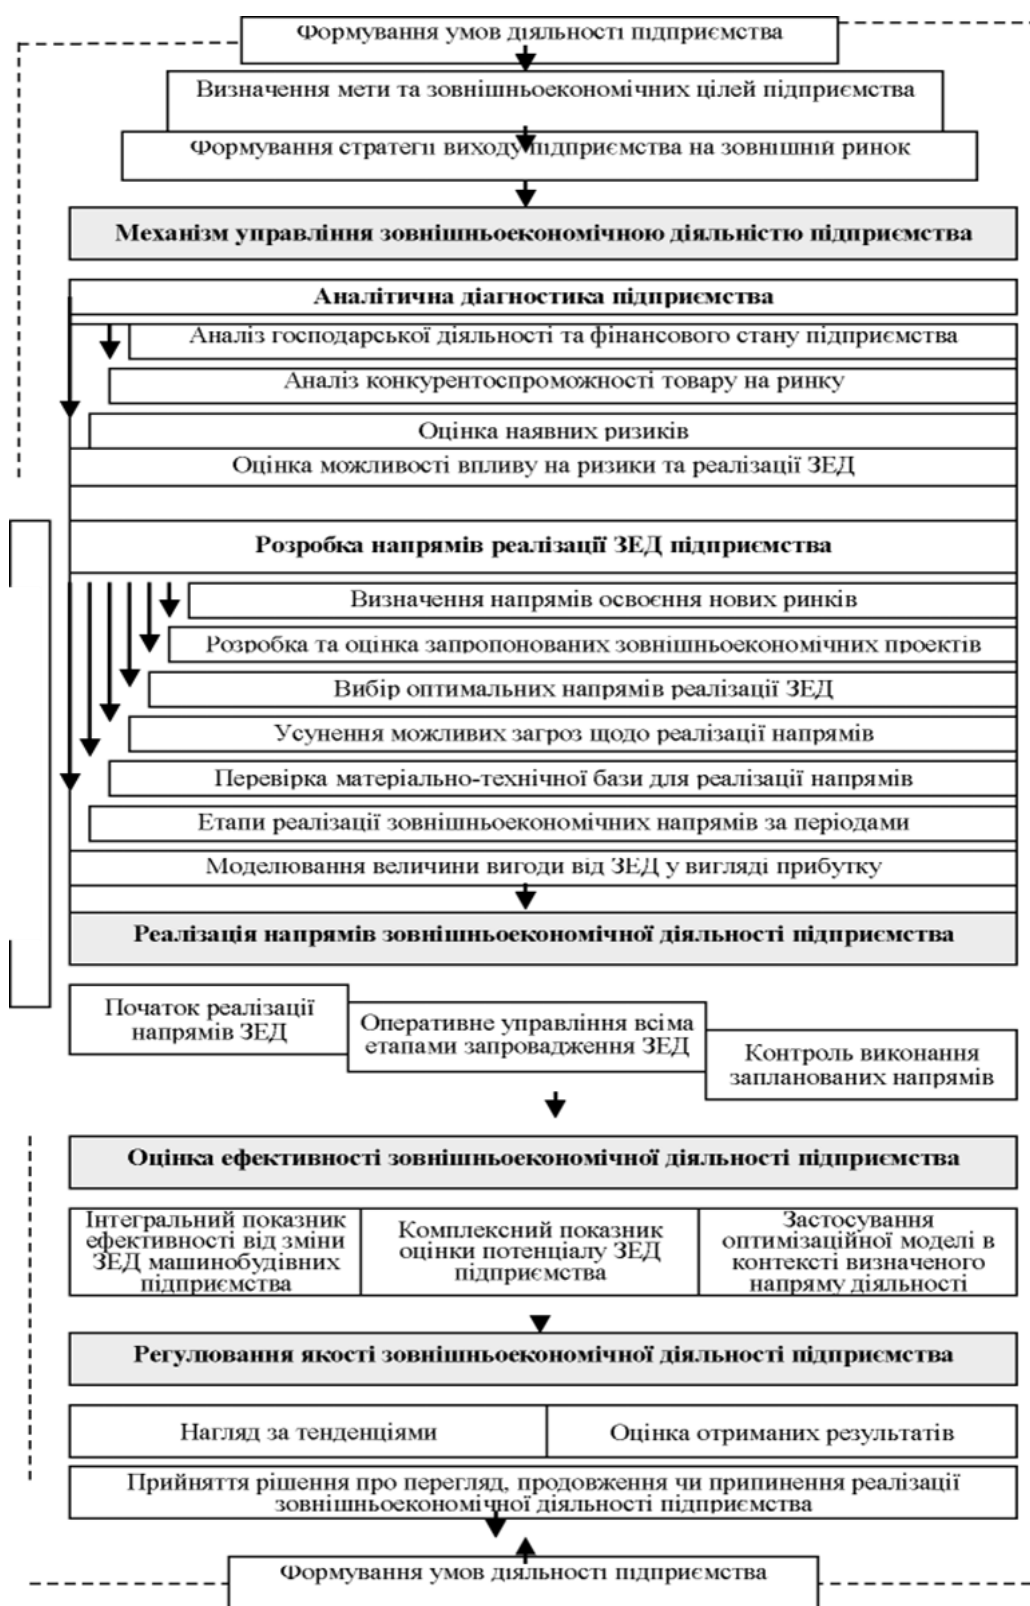 Формування умов діяльності підприємства
Визначення мети та зовнішньоекономічних цілей підприємства
Формування стратегії виходу підприємства на зовнішній ринок
Механізм управління зовнішньоекономічною діяльністю підприємства
Аналітична діагностика підприємства
Аналіз господарської діяльності та фінансового стану підприємства
Аналіз конкурентоспроможності товару на ринку
Оцінка наявних ризиків
Оцінка можливості впливу на ризики та реалізації ЗЕД
Розробка напрямів реалізації ЗЕД підприємства
Визначення напрямів освоєння нових ринків
Розробка та оцінка запропонованих зовнішньоекономічних проектів
Вибір оптимальних напрямів реалізації ЗЕД
Усунення можливих загроз щодо реалізації напрямів
Перевірка матеріально-технічної бази для реалізації напрямів
Етапи реалізації зовнішньоекономічних напрямів за періодами
Моделювання величини вигоди від ЗЕД у вигляді прибутку
Реалізація напрямів зовнішньоекономічної діяльності підприємства
Початок реалізації
напрямів ЗЕД
Оперативне управління всіма
етапами запровадження ЗЕД
Контроль виконання
запланованих напрямів
Оцінка ефективності зовнішньоекономічної діяльності підприємства
Інтегральний показник
ефективності від зміни
ЗЕД машинобудівних
підприємства
Комплексний показник
оцінки потенціалу ЗЕД
підприємства
Застосування
оптимізаційної моделі в
контексті визначеного
напряму діяльності
Регулювання якості зовнішньоекономічної діяльності підприємства
Нагляд за тенденціями
Оцінка отриманих результатів
Прийняття рішення про перегляд, продовження чи припинення реалізації
зовнішньоекономічної діяльності підприємства
Формування умов діяльності підприємства